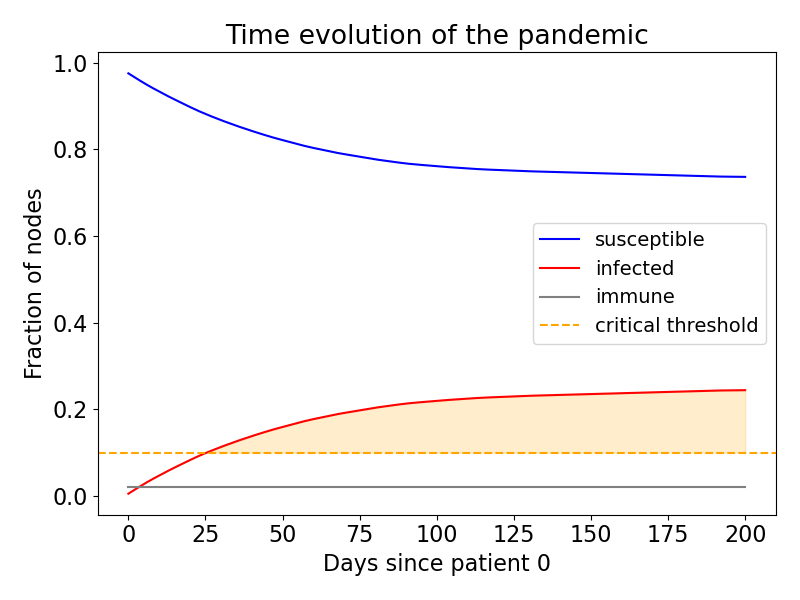 Time evolution of the pandemic
Fraction of nodes
1.0
0.8
0.6
0.4
0.2
0.0
susceptible
infected
immune
critical threshold
0 25 50 75 100 125 150 175 200
Days since patient 0